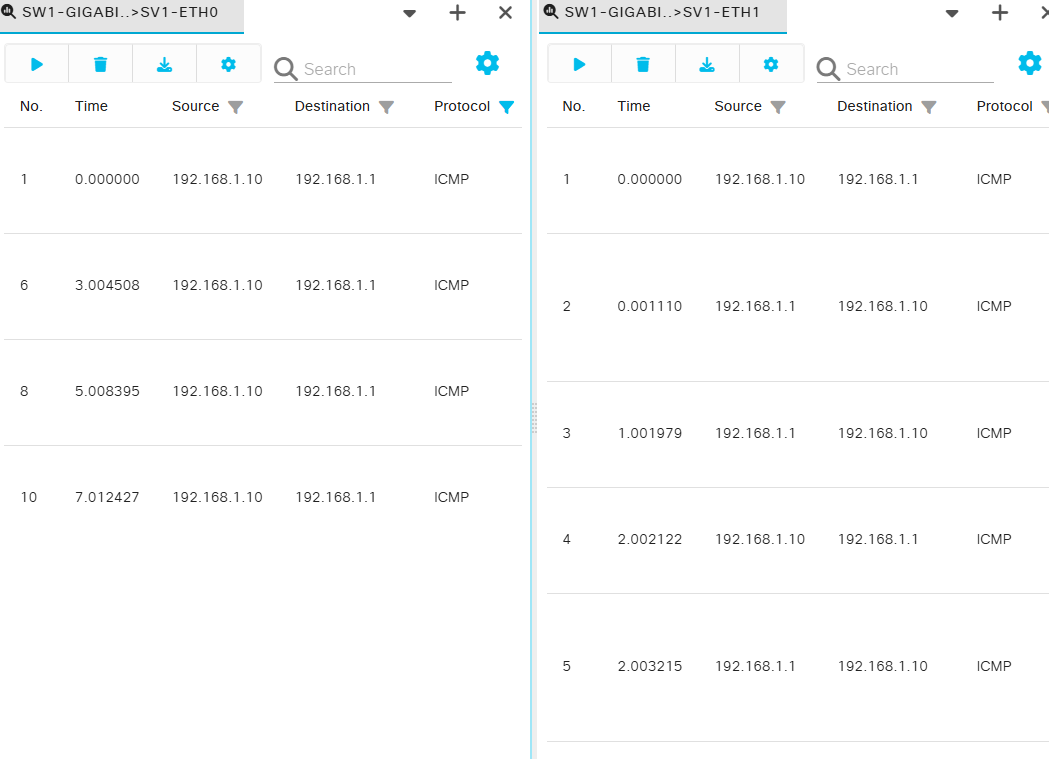 SW1-GIGABI..>SV1-ETH0
Search
No. Time Source Destination Protocol
1 0.000000 192.168.1.10 192.168.1.1 ICMP
6 3.004508 192.168.1.10 192.168.1.1 ICMP
8 5.008395 192.168.1.10 192.168.1.1 ICMP
10 7.012427 192.168.1.10 192.168.1.1 ICMP
SW1-GIGABI..>SV1-ETH1
Search
No. Time Source Destination Protocol
1 0.000000 192.168.1.10 192.168.1.1 ICMP
2 0.001110 192.168.1.1 192.168.1.10 ICMP
3 1.001979 192.168.1.1 192.168.1.10 ICMP
4 2.002122 192.168.1.10 192.168.1.1 ICMP
5 2.003215 192.168.1.1 192.168.1.10 ICMP